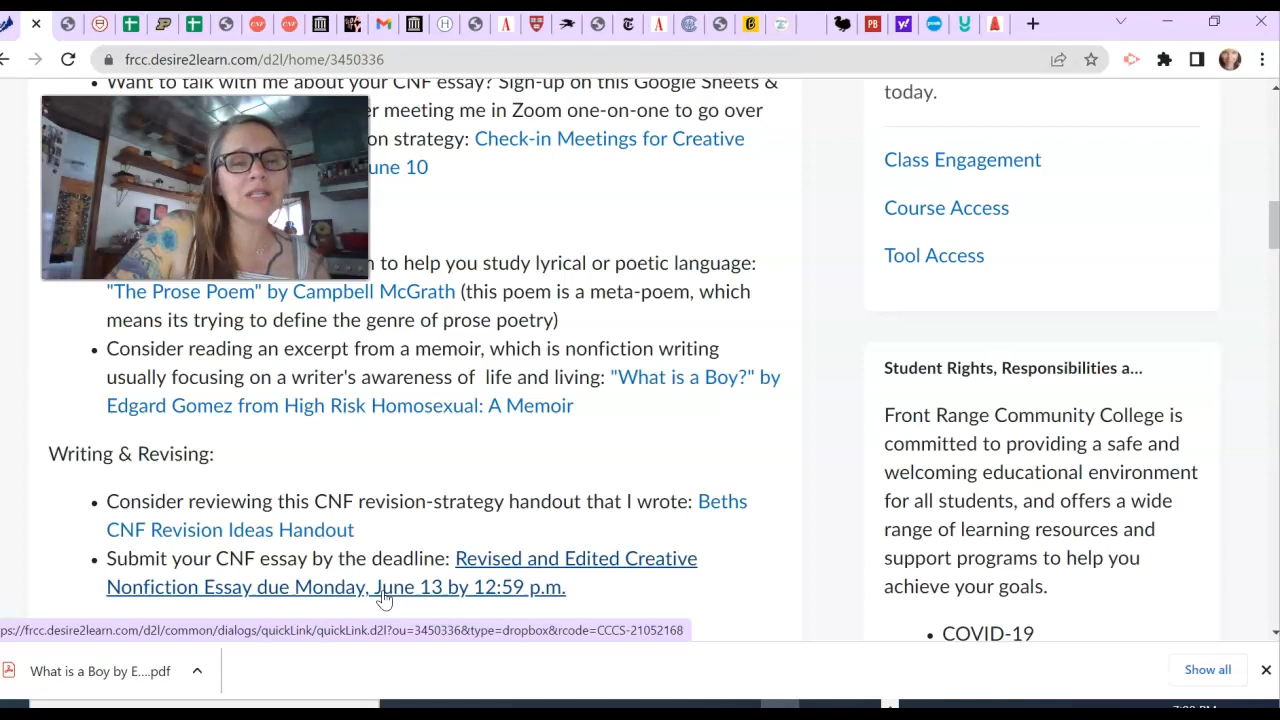 frcc.desire2learn.com/d2l/home/3450336
Want to talk with me about your CNF essay? Sign-up on this Google Sheets &
r meeting me in Zoom one-on-one to go over
n strategy: Check-in Meetings for Creative
une 10
to help you study lyrical or poetic language:
"The Prose Poem" by Campbell McGrath (this poem is a meta-poem, which
means its trying to define the genre of prose poetry)
Consider reading an excerpt from a memoir, which is nonfiction writing
usually focusing on a writer's awareness of life and living: "What is a Boy?" by
Edgard Gomez from High Risk Homosexual: A Memoir
Writing & Revising:
Consider reviewing this CNF revision-strategy handout that I wrote: Beths
CNF Revision Ideas Handout
Submit your CNF essay by the deadline: Revised and Edited Creative
Nonfiction Essay due Monday, June 13 by 12:59 p.m.
today.
Class Engagement
Course Access
Tool Access
Student Rights, Responsibilities a...
Front Range Community College is
committed to providing a safe and
welcoming educational environment
for all students, and offers a wide
range of learning resources and
support programs to help you
achieve your goals.
COVID-19
ps://frcc.desire2learn.com/d2l/common/dialogs/quickLink/quickLink.d2l?ou=3450336&type=dropbox&rcode=CCCS-21052168
What is a Boy by E....pdf
Show all